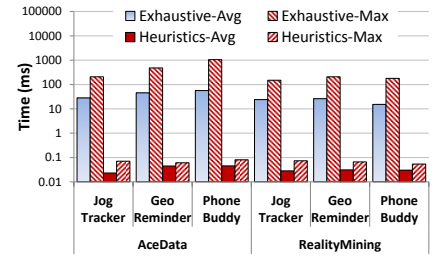 Exhaustive-Avg Exhaustive-Max
Heuristics-Avg Heuristics-Max
Time (ms)
100000
10000
1000
100
10
1
0.1
0.01
Jog Tracker
Geo Reminder
Phone Buddy
Jog Tracker
Geo Reminder
Phone Buddy
AceData
RealityMining